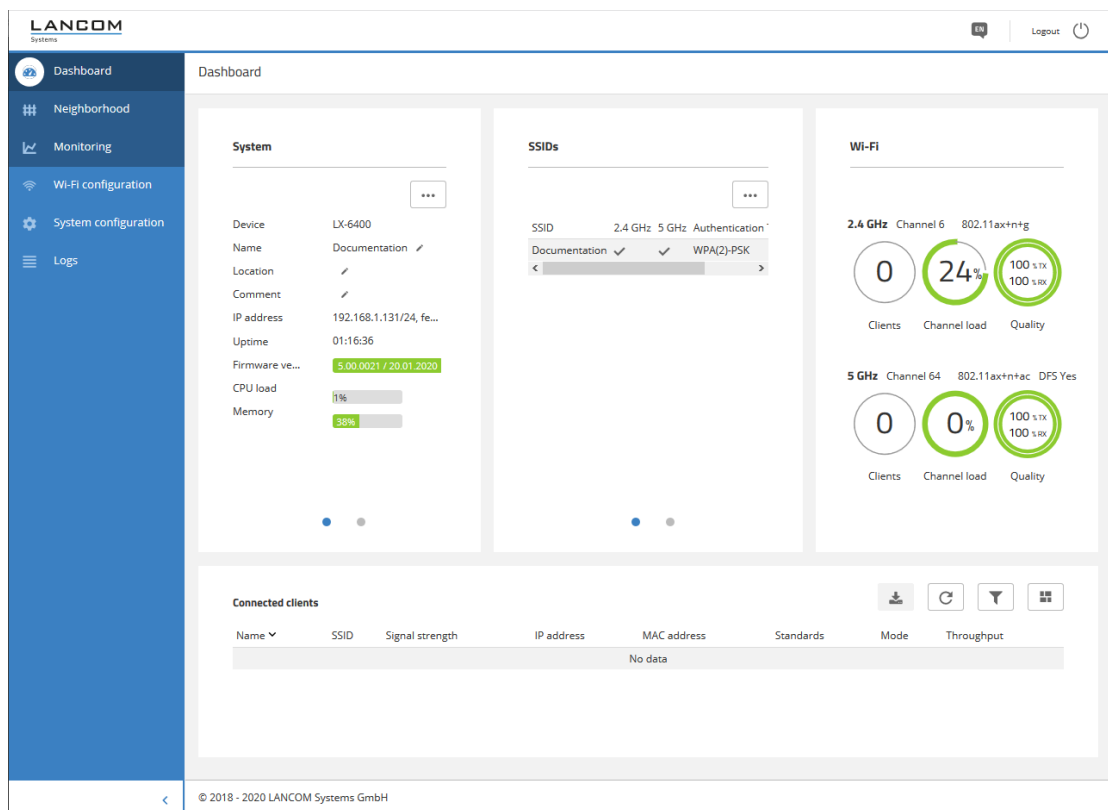 LANCOM
Systems
EN
Logout
Dashboard
Neighborhood
Monitoring
Wi-Fi configuration
System configuration
Logs
Dashboard
System
...
Device LX-6400
Name Documentation
Location
Comment
IP address 192.168.1.131/24, fe...
Uptime 01:16:36
Firmware ve... 5.00.0021 / 20.01.2020
CPU load 1%
Memory 38%
SSIDs
...
SSID 2.4 GHz 5 GHz Authentication
Documentation WPA(2)-PSK
Wi-Fi
2.4 GHz Channel 6 802.11ax+n+g
0 24% 100 % TX
100 % RX
Clients Channel load Quality
5 GHz Channel 64 802.11ax+n+ac DFS Yes
0 0% 100 % TX
100 % RX
Clients Channel load Quality
Connected clients
Name SSID Signal strength IP address MAC address Standards Mode Throughput
No data
© 2018 - 2020 LANCOM Systems GmbH